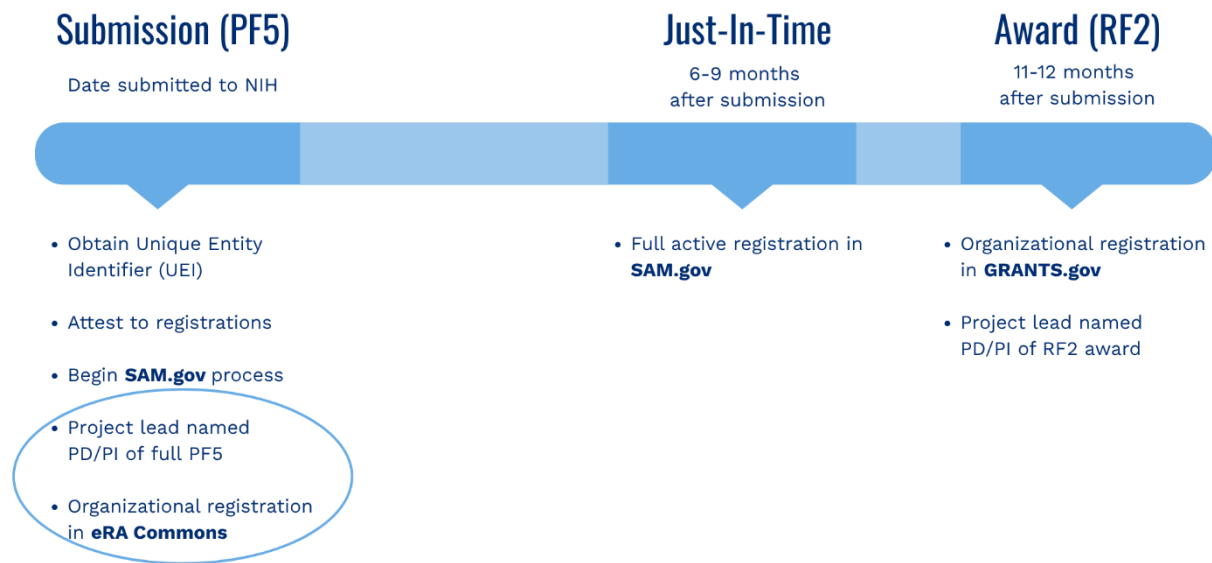 Submission (PF5)
Date submitted to NIH
• Obtain Unique Entity
Identifier (UEI)
• Attest to registrations
• Begin SAM.gov process
• Project lead named
PD/PI of full PF5
• Organizational registration
in eRA Commons
Just-In-Time
6-9 months
after submission
• Full active registration in
SAM.gov
Award (RF2)
11-12 months
after submission
• Organizational registration
in GRANTS.gov
• Project lead named
PD/PI of RF2 award